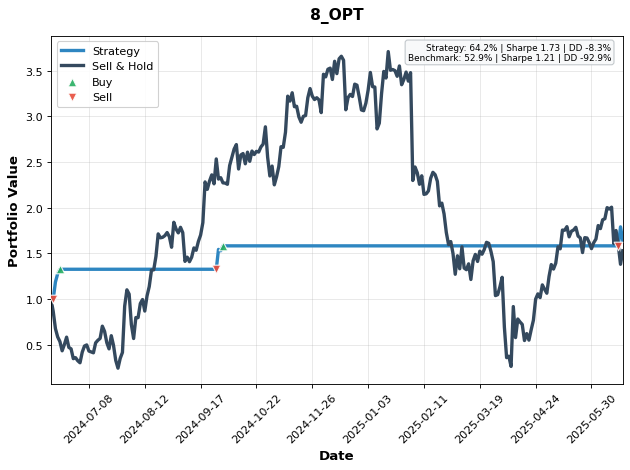 8_OPT
Strategy
Sell & Hold
Buy
Sell
Strategy: 64.2% | Sharpe 1.73 | DD -8.3%
Benchmark: 52.9% | Sharpe 1.21 | DD -92.9%
Portfolio Value
3.5
3.0
2.5
2.0
1.5
1.0
0.5
2024-07-08
2024-08-12
2024-09-17
2024-10-22
2024-11-26
2025-01-03
2025-02-11
2025-03-19
2025-04-24
2025-05-30
Date